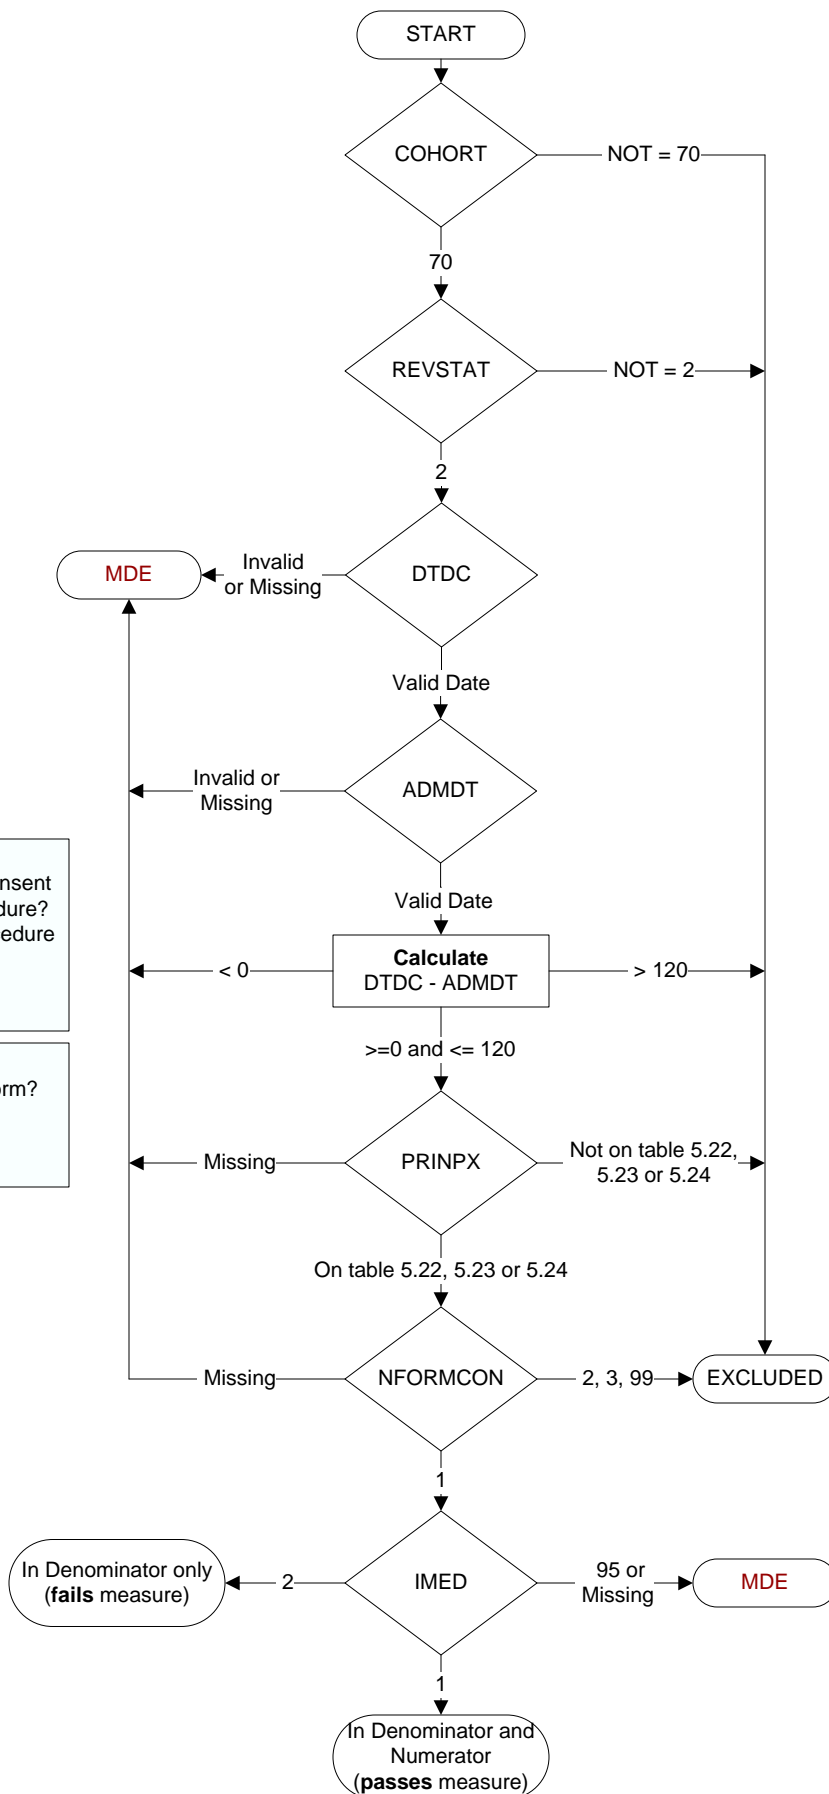 START
COHORT
NOT = 70
70
REVSTAT
NOT = 2
2
MDE
Invalid
or Missing
DTDC
Valid Date
Invalid or
Missing
ADMDT
Valid Date
nsent
dure?
edure
< 0
Calculate
DTDC - ADMDT
> 120
>=0 and <= 120
orm?
Missing
PRINPX
Not on table 5.22,
5.23 or 5.24
On table 5.22, 5.23 or 5.24
Missing
NFORMCON
2, 3, 99
EXCLUDED
1
In Denominator only
(fails measure)
2
IMED
95 or
Missing
MDE
1
In Denominator and
Numerator
(passes measure)